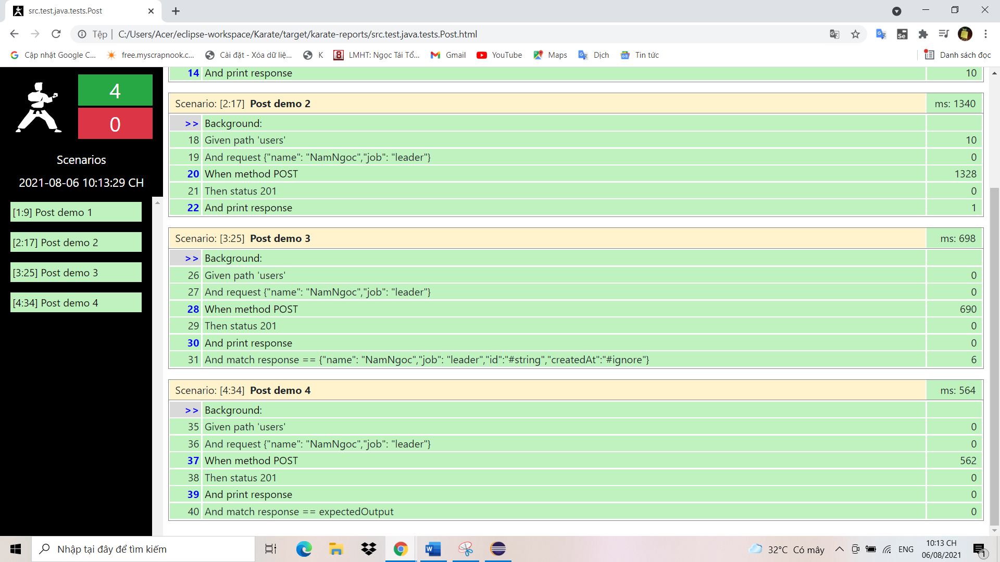 src.test.java.tests.Post
Tệp | C:/Users/Acer/eclipse-workspace/Karate/target/karate-reports/src.test.java.tests.Post.html
Cập nhật Google C... free.myscrapnook.c... Cài đặt - Xóa dữ liệ... K LMHT: Ngọc Tái Tổ... Gmail YouTube Maps Dịch Tin tức Danh sách đọc
4
0
Scenarios
2021-08-06 10:13:29 CH
[1:9] Post demo 1
[2:17] Post demo 2
[3:25] Post demo 3
[4:34] Post demo 4
14 And print response 10
Scenario: [2:17] Post demo 2 ms: 1340
>> Background:
18 Given path 'users' 10
19 And request {"name": "NamNgoc","job": "leader"} 0
20 When method POST 1328
21 Then status 201 0
22 And print response 1
Scenario: [3:25] Post demo 3 ms: 698
>> Background:
26 Given path 'users' 0
27 And request {"name": "NamNgoc","job": "leader"} 0
28 When method POST 690
29 Then status 201 0
30 And print response 0
31 And match response == {"name": "NamNgoc","job": "leader","id":"#string","createdAt":"#ignore"} 6
Scenario: [4:34] Post demo 4 ms: 564
>> Background:
35 Given path 'users' 0
36 And request {"name": "NamNgoc","job": "leader"} 0
37 When method POST 562
38 Then status 201 0
39 And print response 0
40 And match response == expectedOutput 0
Nhập tại đây để tìm kiếm
32°C Có mây ENG
10:13 CH
06/08/2021
1